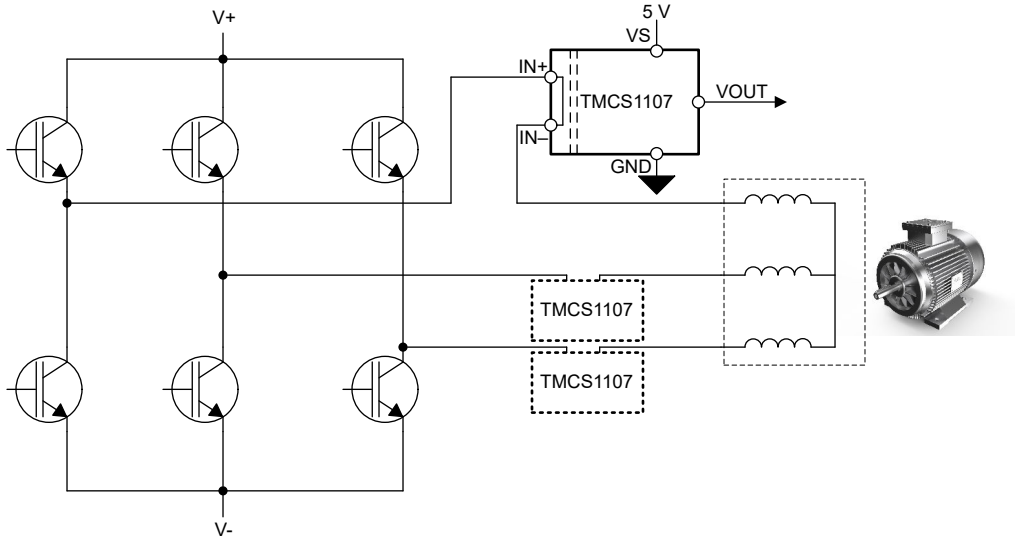 V+
5 V
VS
IN+
TMCS1107
VOUT
IN–
GND
TMCS1107
TMCS1107
V-